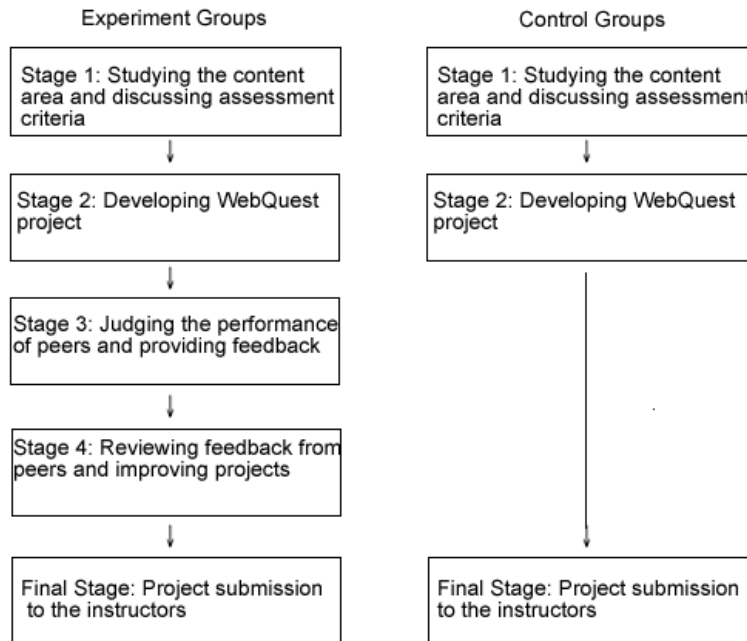 Experiment Groups
Stage 1: Studying the content
area and discussing assessment
criteria
Stage 2: Developing WebQuest
project
Stage 3: Judging the performance
of peers and providing feedback
Stage 4: Reviewing feedback from
peers and improving projects
Final Stage: Project submission
to the instructors
Control Groups
Stage 1: Studying the content
area and discussing assessment
criteria
Stage 2: Developing WebQuest
project
Final Stage: Project submission
to the instructors